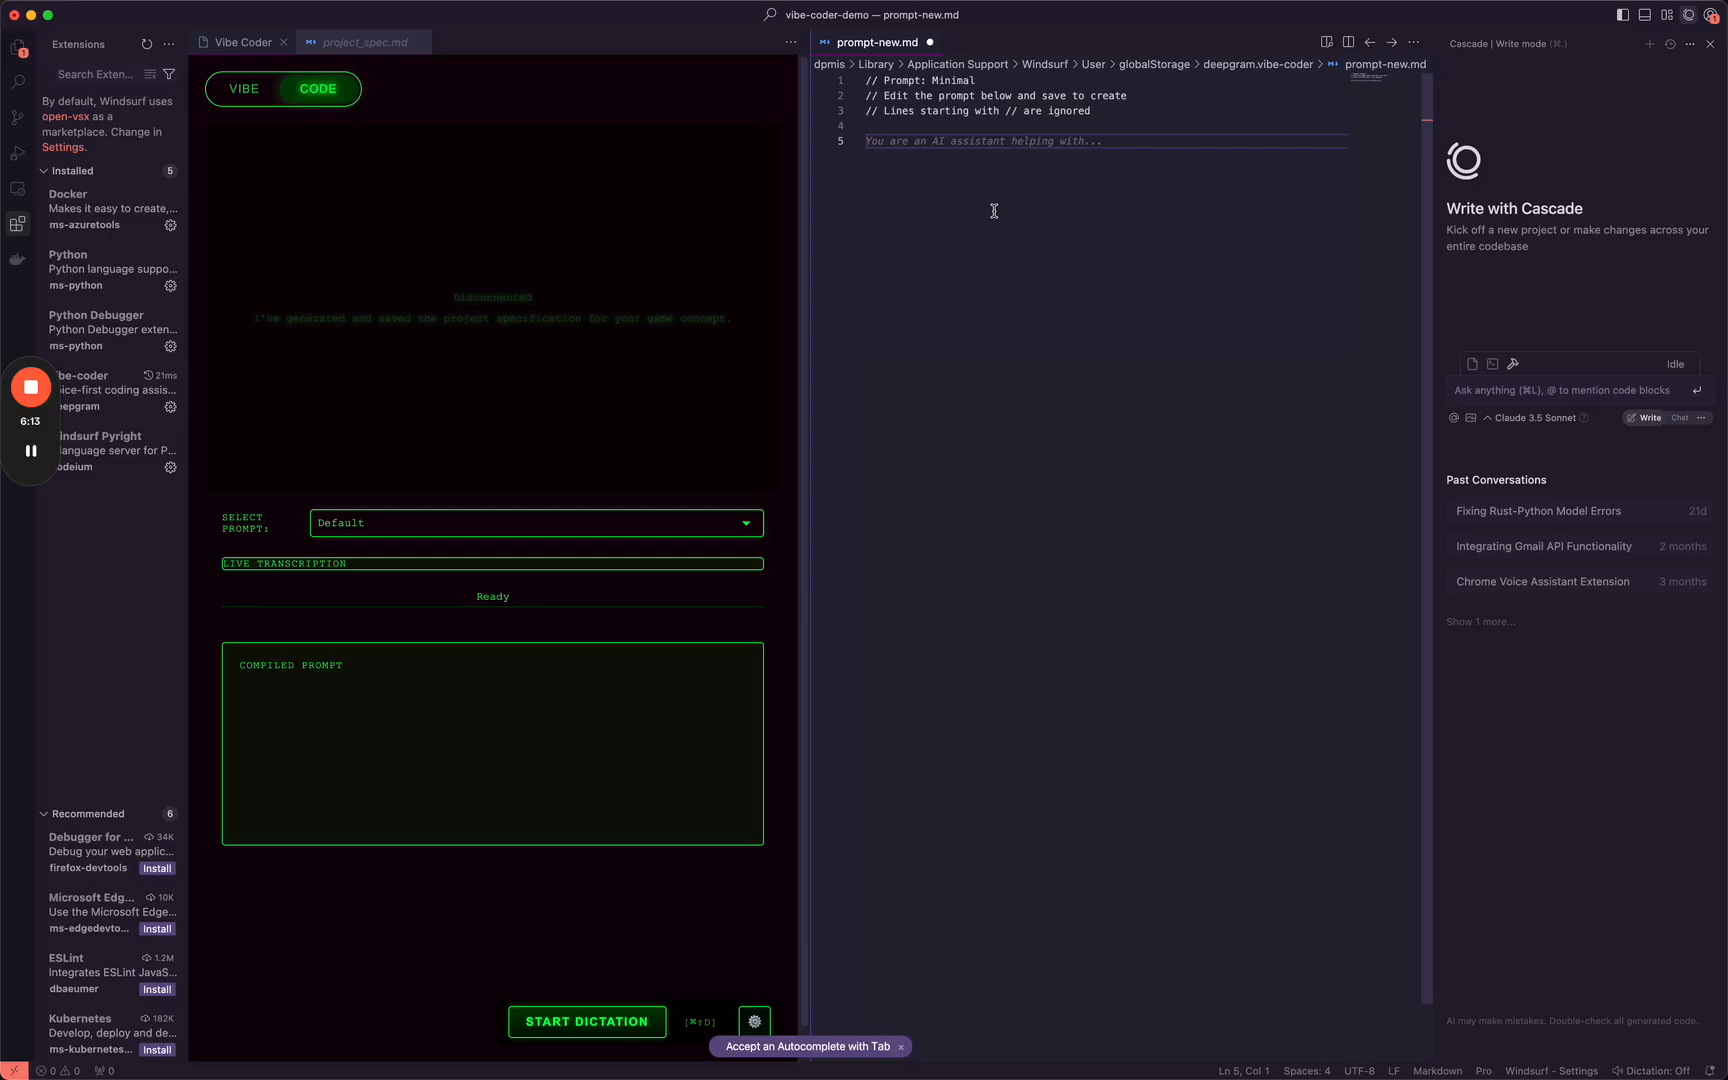 vibe-coder-demo — prompt-new.md
1
1
Extensions
Search Exten...
By default, Windsurf uses
open-vsx as a
marketplace. Change in
Settings.
Installed
5
Docker
Makes it easy to create,...
ms-azuretools
Python
Python language suppo...
ms-python
Python Debugger
Python Debugger exten...
ms-python
be-coder
21ms
oice-first coding assis...
eepgram
indsurf Pyright
language server for P...
odeium
6:13
Recommended
6
Debugger for ...
34K
Debug your web applic...
firefox-devtools
Install
Microsoft Edg...
10K
Use the Microsoft Edge...
ms-edgedevto...
Install
ESLint
1.2M
Integrates ESLint JavaS...
dbaeumer
Install
Kubernetes
182K
Develop, deploy and de...
ms-kubernetes...
Install
Vibe Coder
project_spec.md
VIBE
CODE
Disconnected
I've generated and saved the project specification for your game concept.
SELECT
PROMPT:
Default
LIVE TRANSCRIPTION
Ready
COMPILED PROMPT
START DICTATION
[⌘⇧D]
prompt-new.md
dpmis > Library > Application Support > Windsurf > User > globalStorage > deepgram.vibe-coder > prompt-new.md
1 // Prompt: Minimal
2 // Edit the prompt below and save to create
3 // Lines starting with // are ignored
4
5 You are an AI assistant helping with...
Accept an Autocomplete with Tab
Cascade | Write mode (⌘.)
Write with Cascade
Kick off a new project or make changes across your
entire codebase
Idle
Ask anything (⌘L), @ to mention code blocks
Claude 3.5 Sonnet
Write
Chat
Past Conversations
Fixing Rust-Python Model Errors
21d
Integrating Gmail API Functionality
2 months
Chrome Voice Assistant Extension
3 months
Show 1 more...
AI may make mistakes. Double-check all generated code.
0
0
0
Ln 5, Col 1
Spaces: 4
UTF-8
LF
Markdown
Pro
Windsurf - Settings
Dictation: Off